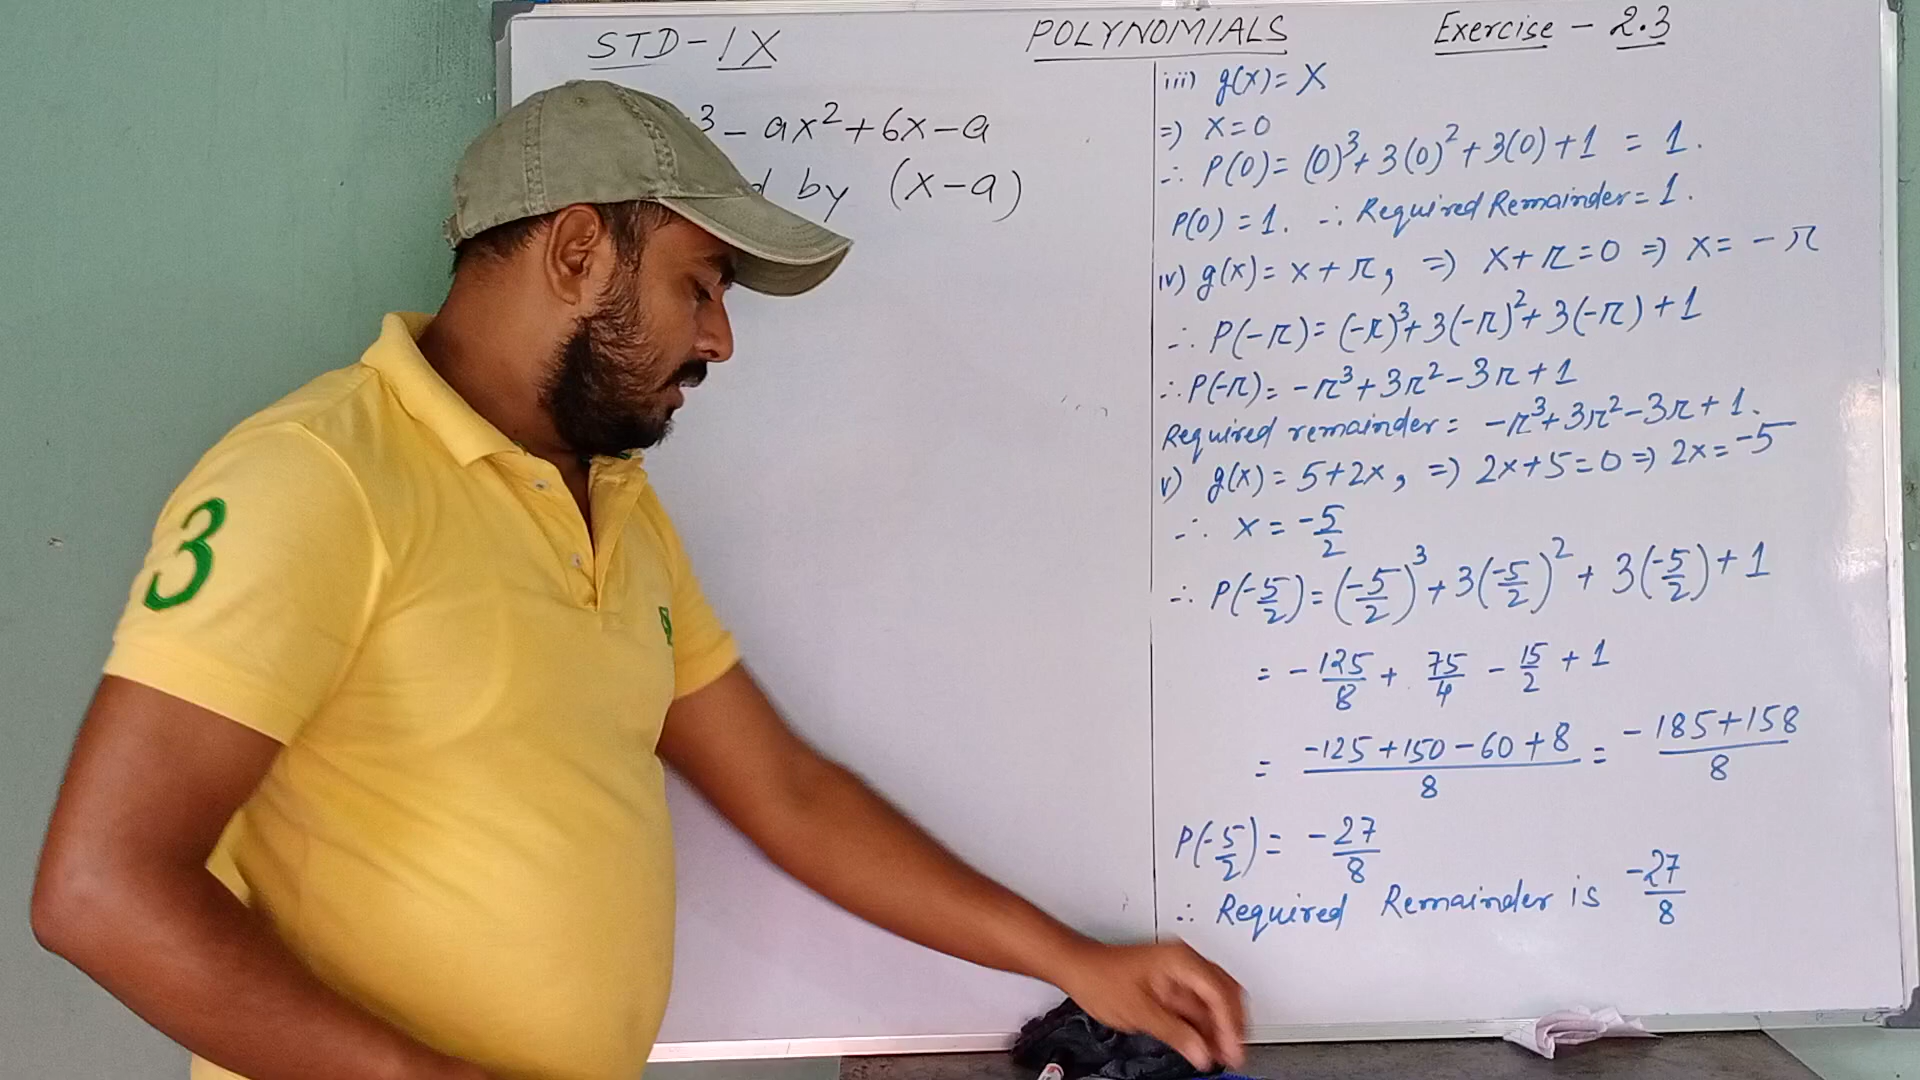 STD-IX
POLYNOMIALS
Exercise - 2.3
³ - ax² + 6x - a
by (x-a)
iii) g(x) = x
=) x = 0
∴ P(0) = (0)³ + 3(0)² + 3(0) + 1 = 1.
P(0) = 1. ∴ Required Remainder = 1.
iv) g(x) = x + π, =) x + π = 0 =) x = - π
∴ P(-π) = (-π)³ + 3(-π)² + 3(-π) + 1
∴ P(-π) = -π³ + 3π² - 3π + 1
Required remainder = -π³ + 3π² - 3π + 1.
v) g(x) = 5 + 2x, =) 2x + 5 = 0 =) 2x = -5
∴ x = -5/2
∴ P(-5/2) = (-5/2)³ + 3(-5/2)² + 3(-5/2) + 1
= -125/8 + 75/4 - 15/2 + 1
= (-125 + 150 - 60 + 8)/8 = (-185 + 158)/8
P(-5/2) = -27/8
∴ Required Remainder is -27/8
3